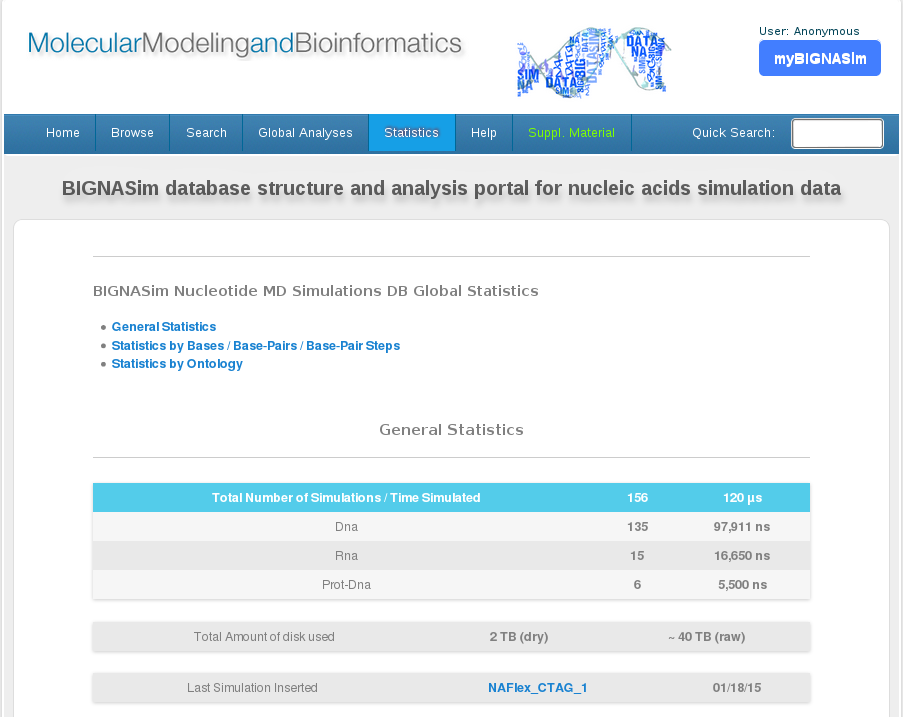 MolecularModelingandBioinformatics
User: Anonymous
myBIGNASim
Home Browse Search Global Analyses Statistics Help Suppl. Material Quick Search:
BIGNASim database structure and analysis portal for nucleic acids simulation data
BIGNASim Nucleotide MD Simulations DB Global Statistics
General Statistics
Statistics by Bases / Base-Pairs / Base-Pair Steps
Statistics by Ontology
General Statistics
Total Number of Simulations / Time Simulated 156 120 µs
Dna 135 97,911 ns
Rna 15 16,650 ns
Prot-Dna 6 5,500 ns
Total Amount of disk used 2 TB (dry) ~ 40 TB (raw)
Last Simulation Inserted NAFlex_CTAG_1 01/18/15